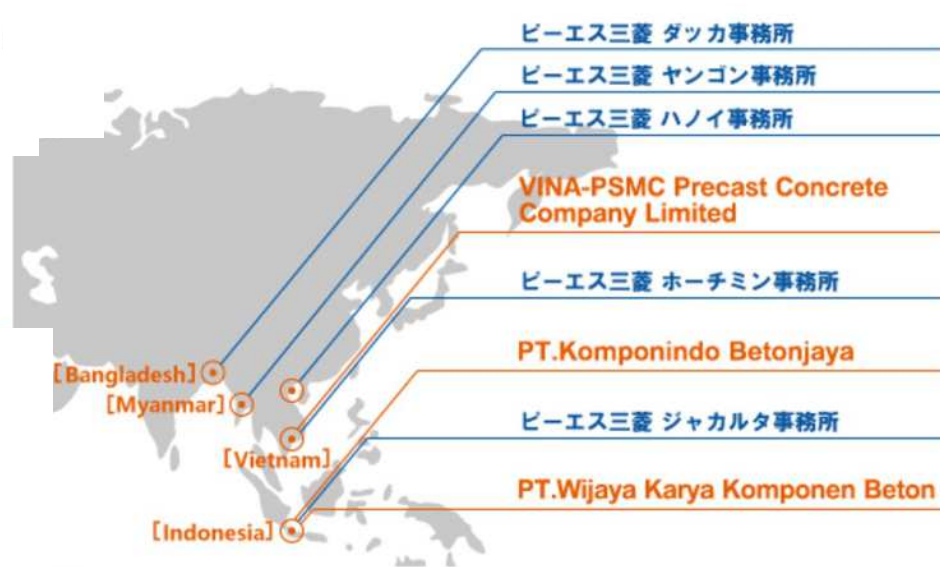 ピーエス三菱 ダッカ事務所
ピーエス三菱 ヤンゴン事務所
ピーエス三菱 ハノイ事務所
VINA-PSMC Precast Concrete
Company Limited
ピーエス三菱 ホーチミン事務所
PT.Komponindo Betonjaya
[Bangladesh]
[Myanmar]
ピーエス三菱 ジャカルタ事務所
[Vietnam]
PT.Wijaya Karya Komponen Beton
[Indonesia]